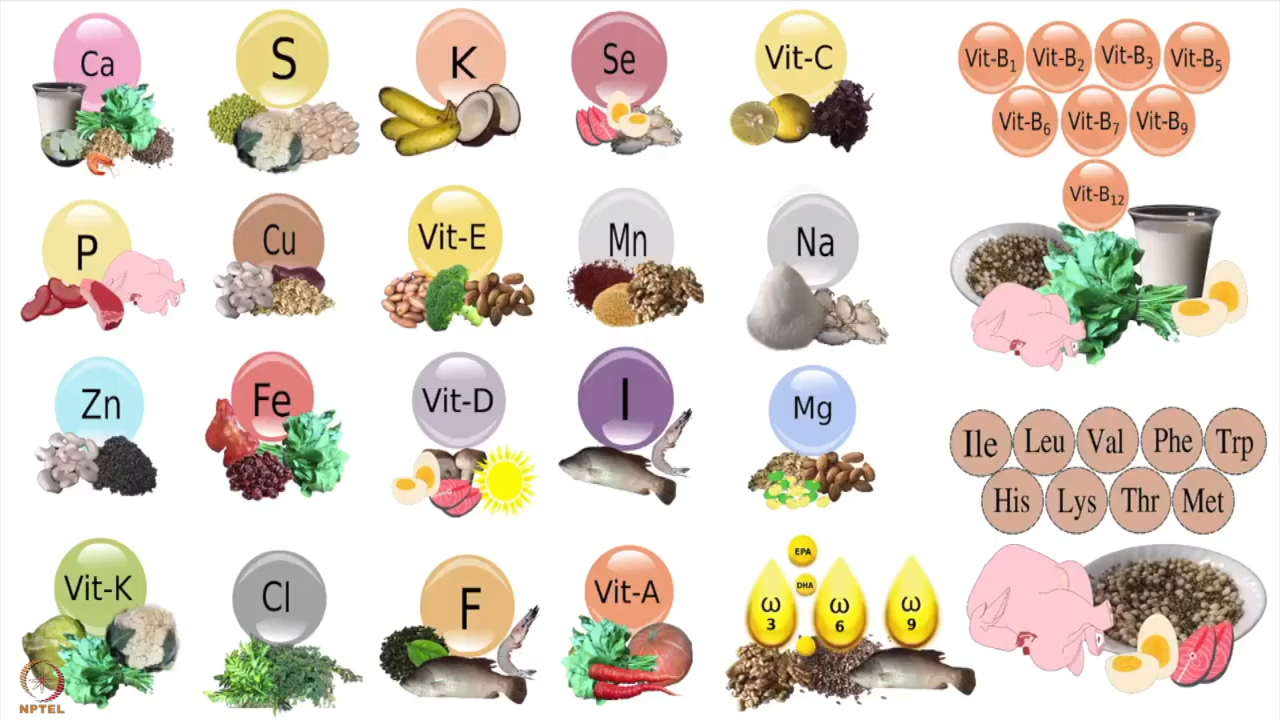 Ca
S
K
Se
Vit-C
Vit-B1 Vit-B2 Vit-B3 Vit-B5
Vit-B6 Vit-B7 Vit-B9
Vit-B12
P
Cu
Vit-E
Mn
Na
Zn
Fe
Vit-D
I
Mg
Ile Leu Val Phe Trp
His Lys Thr Met
Vit-K
Cl
F
Vit-A
EPA
DHA
ω ω ω
3 6 9
NPTEL